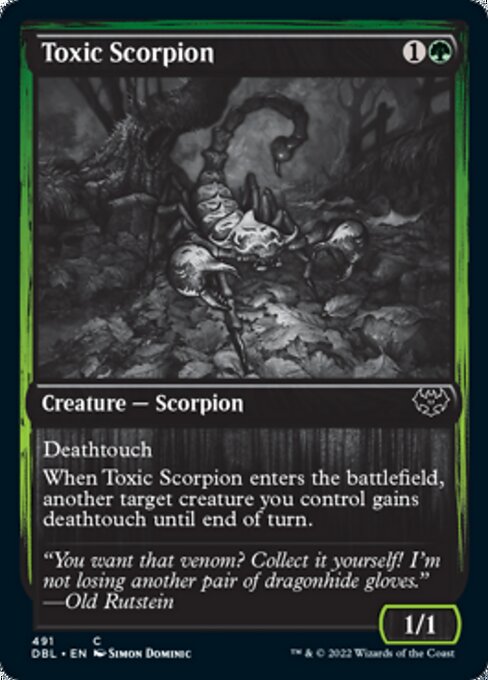 Toxic Scorpion 1
Creature — Scorpion
Deathtouch
When Toxic Scorpion enters the battlefield,
another target creature you control gains
deathtouch until end of turn.
“You want that venom? Collect it yourself! I’m
not losing another pair of dragonhide gloves.”
—Old Rutstein
1/1
491 C
DBL • EN Simon Dominic ™ & © 2022 Wizards of the Coast